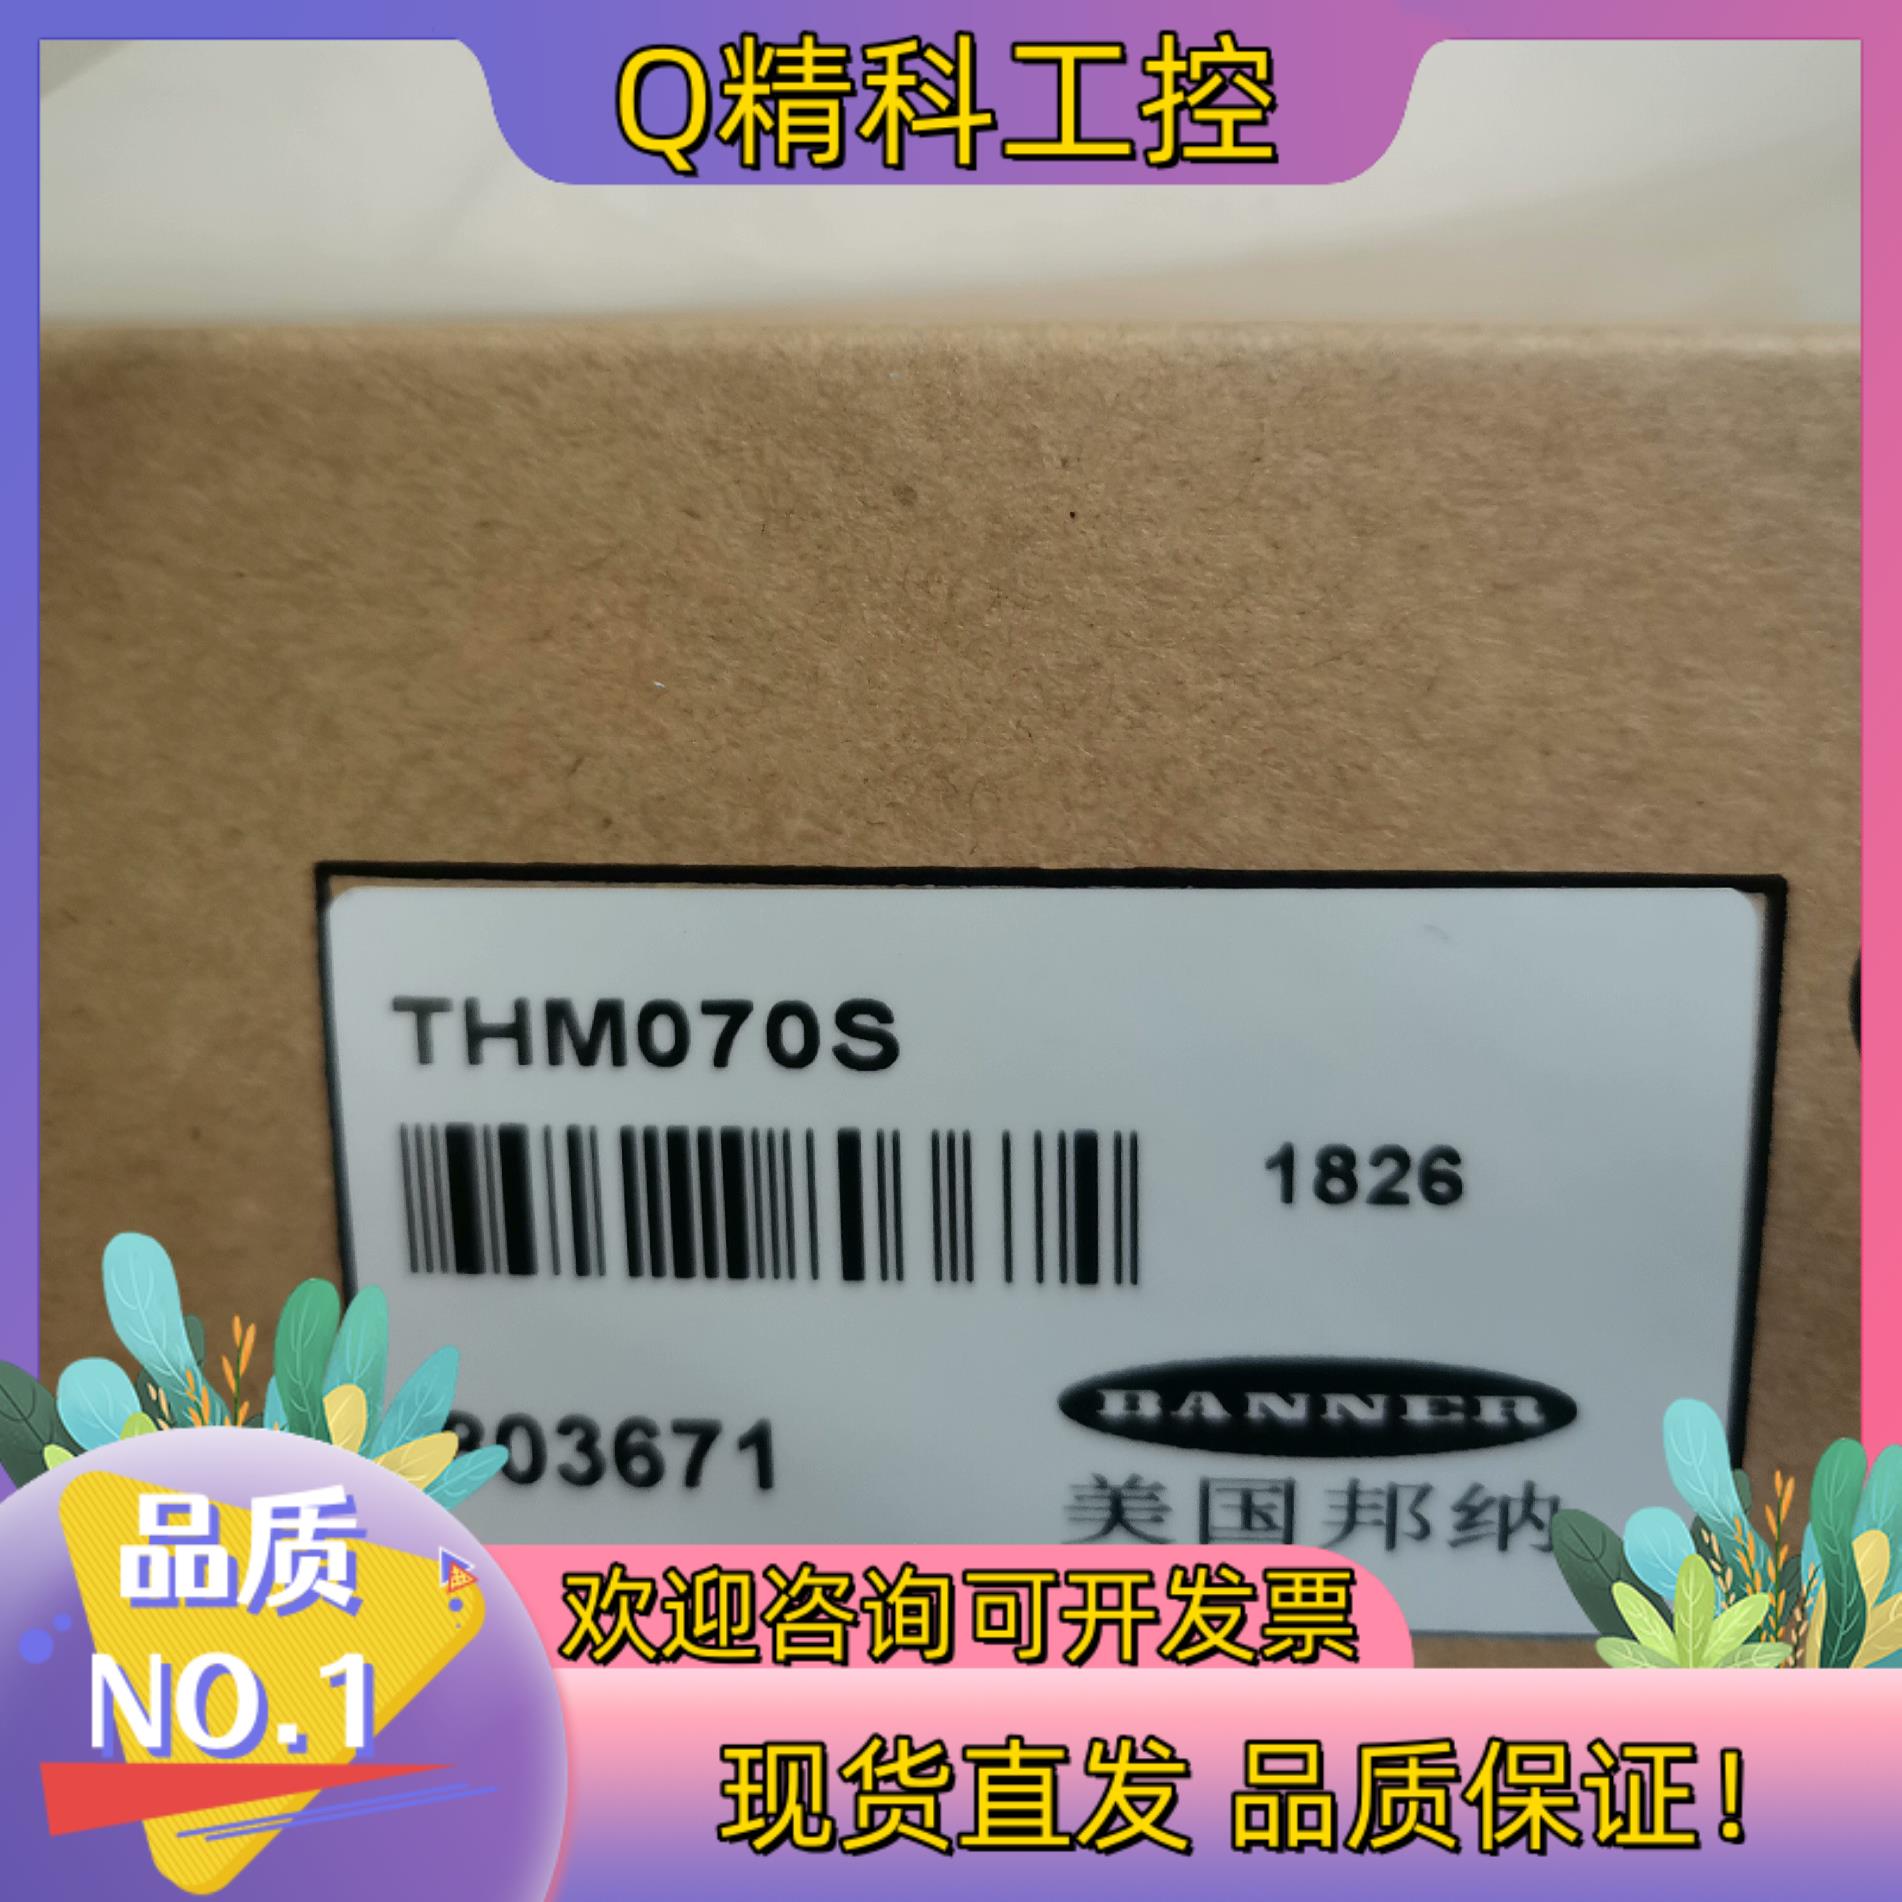 Q精科工控
THM070S
1826
03671
BANNER
美国邦纳
品质
NO.1
欢迎咨询可开发票
现货直发 品质保证!